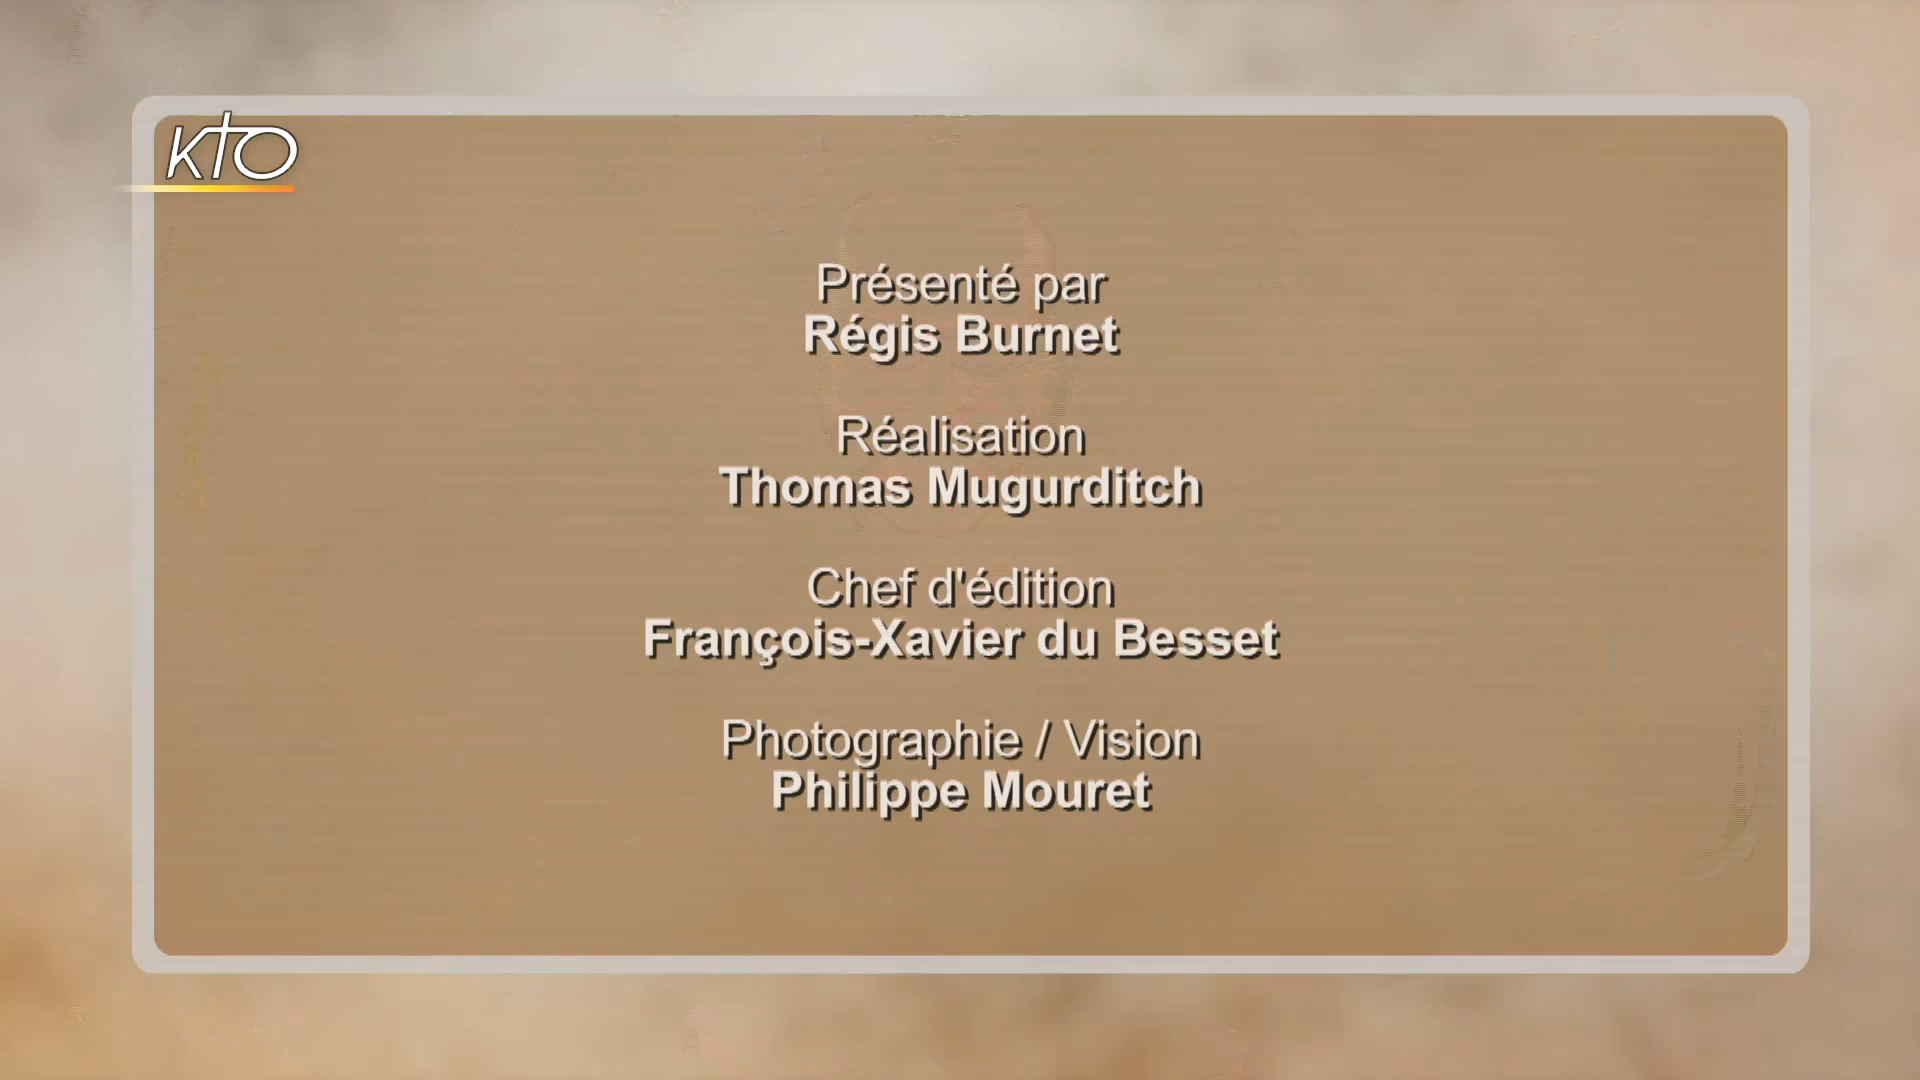 KTO
Présenté par
Régis Burnet
Réalisation
Thomas Mugurditch
Chef d'édition
François-Xavier du Besset
Photographie / Vision
Philippe Mouret